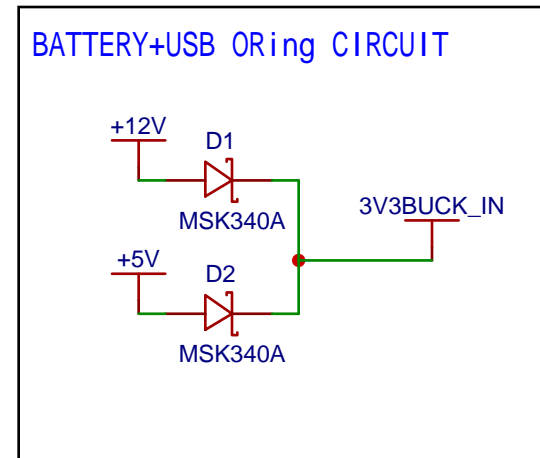 BATTERY+USB ORing CIRCUIT
+12V
D1
MSK340A
3V3BUCK_IN
+5V
D2
MSK340A